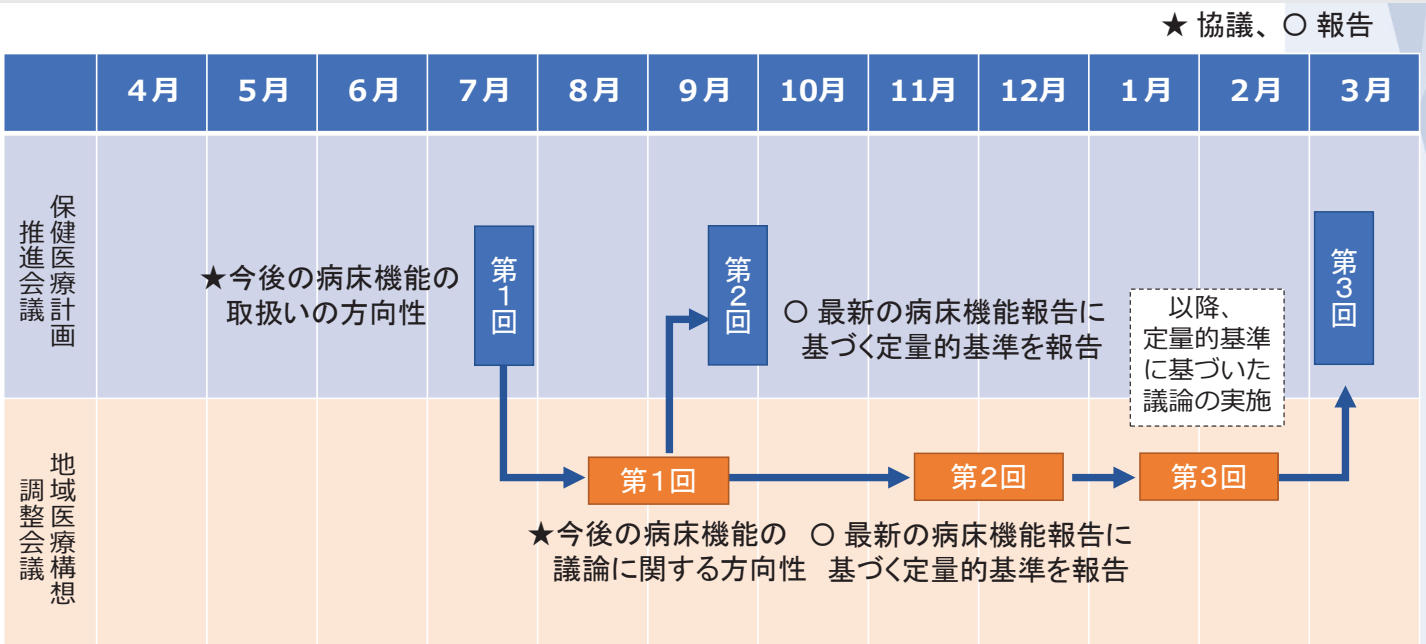 ★ 協議、〇 報告
4月 5月 6月 7月 8月 9月 10月 11月 12月 1月 2月 3月
保健医療計画
推進会議
★今後の病床機能の
取扱いの方向性
第1回
第2回
〇 最新の病床機能報告に
基づく定量的基準を報告
以降、
定量的基準
に基づいた
議論の実施
第3回
地域医療構想
調整会議
第1回
第2回
第3回
★今後の病床機能の
議論に関する方向性
〇 最新の病床機能報告に
基づく定量的基準を報告